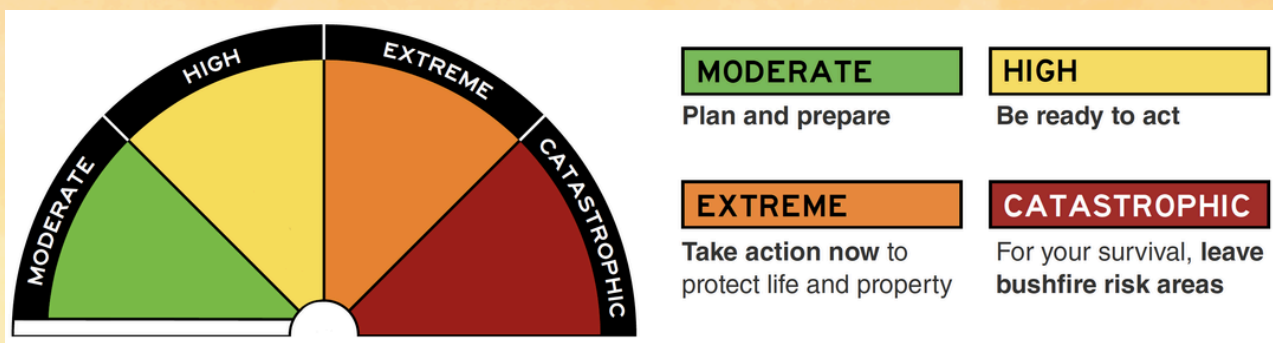 MODERATE
HIGH
EXTREME
CATASTROPHIC
MODERATE
Plan and prepare
HIGH
Be ready to act
EXTREME
Take action now to
protect life and property
CATASTROPHIC
For your survival, leave
bushfire risk areas